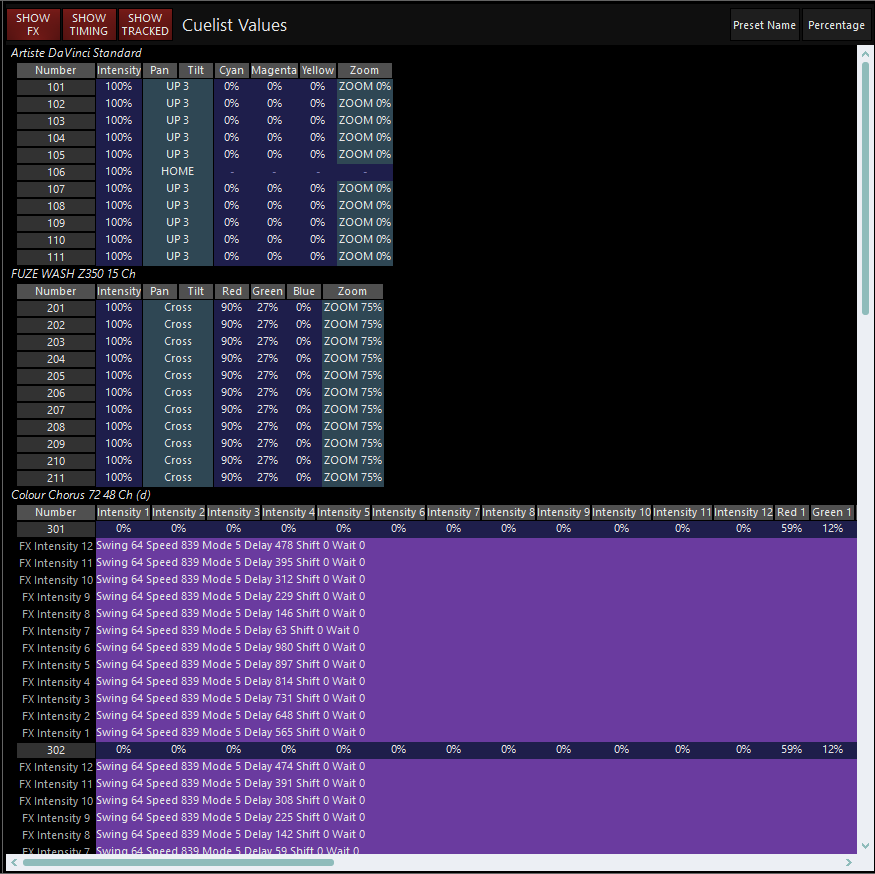 SHOW FX SHOW TIMING SHOW TRACKED Cuelist Values Preset Name Percentage
Artiste DaVinci Standard
Number Intensity Pan Tilt Cyan Magenta Yellow Zoom
101 100% UP 3 0% 0% 0% ZOOM 0%
102 100% UP 3 0% 0% 0% ZOOM 0%
103 100% UP 3 0% 0% 0% ZOOM 0%
104 100% UP 3 0% 0% 0% ZOOM 0%
105 100% UP 3 0% 0% 0% ZOOM 0%
106 100% HOME - - - -
107 100% UP 3 0% 0% 0% ZOOM 0%
108 100% UP 3 0% 0% 0% ZOOM 0%
109 100% UP 3 0% 0% 0% ZOOM 0%
110 100% UP 3 0% 0% 0% ZOOM 0%
111 100% UP 3 0% 0% 0% ZOOM 0%
FUZE WASH Z350 15 Ch
Number Intensity Pan Tilt Red Green Blue Zoom
201 100% Cross 90% 27% 0% ZOOM 75%
202 100% Cross 90% 27% 0% ZOOM 75%
203 100% Cross 90% 27% 0% ZOOM 75%
204 100% Cross 90% 27% 0% ZOOM 75%
205 100% Cross 90% 27% 0% ZOOM 75%
206 100% Cross 90% 27% 0% ZOOM 75%
207 100% Cross 90% 27% 0% ZOOM 75%
208 100% Cross 90% 27% 0% ZOOM 75%
209 100% Cross 90% 27% 0% ZOOM 75%
210 100% Cross 90% 27% 0% ZOOM 75%
211 100% Cross 90% 27% 0% ZOOM 75%
Colour Chorus 72 48 Ch (d)
Number Intensity 1 Intensity 2 Intensity 3 Intensity 4 Intensity 5 Intensity 6 Intensity 7 Intensity 8 Intensity 9 Intensity 10 Intensity 11 Intensity 12 Red 1 Green 1
301 0% 0% 0% 0% 0% 0% 0% 0% 0% 0% 0% 0% 59% 12%
FX Intensity 12 Swing 64 Speed 839 Mode 5 Delay 478 Shift 0 Wait 0
FX Intensity 11 Swing 64 Speed 839 Mode 5 Delay 395 Shift 0 Wait 0
FX Intensity 10 Swing 64 Speed 839 Mode 5 Delay 312 Shift 0 Wait 0
FX Intensity 9 Swing 64 Speed 839 Mode 5 Delay 229 Shift 0 Wait 0
FX Intensity 8 Swing 64 Speed 839 Mode 5 Delay 146 Shift 0 Wait 0
FX Intensity 7 Swing 64 Speed 839 Mode 5 Delay 63 Shift 0 Wait 0
FX Intensity 6 Swing 64 Speed 839 Mode 5 Delay 980 Shift 0 Wait 0
FX Intensity 5 Swing 64 Speed 839 Mode 5 Delay 897 Shift 0 Wait 0
FX Intensity 4 Swing 64 Speed 839 Mode 5 Delay 814 Shift 0 Wait 0
FX Intensity 3 Swing 64 Speed 839 Mode 5 Delay 731 Shift 0 Wait 0
FX Intensity 2 Swing 64 Speed 839 Mode 5 Delay 648 Shift 0 Wait 0
FX Intensity 1 Swing 64 Speed 839 Mode 5 Delay 565 Shift 0 Wait 0
302 0% 0% 0% 0% 0% 0% 0% 0% 0% 0% 0% 0% 59% 12%
FX Intensity 12 Swing 64 Speed 839 Mode 5 Delay 474 Shift 0 Wait 0
FX Intensity 11 Swing 64 Speed 839 Mode 5 Delay 391 Shift 0 Wait 0
FX Intensity 10 Swing 64 Speed 839 Mode 5 Delay 308 Shift 0 Wait 0
FX Intensity 9 Swing 64 Speed 839 Mode 5 Delay 225 Shift 0 Wait 0
FX Intensity 8 Swing 64 Speed 839 Mode 5 Delay 142 Shift 0 Wait 0
FX Intensity 7 Swing 64 Speed 839 Mode 5 Delay 59 Shift 0 Wait 0